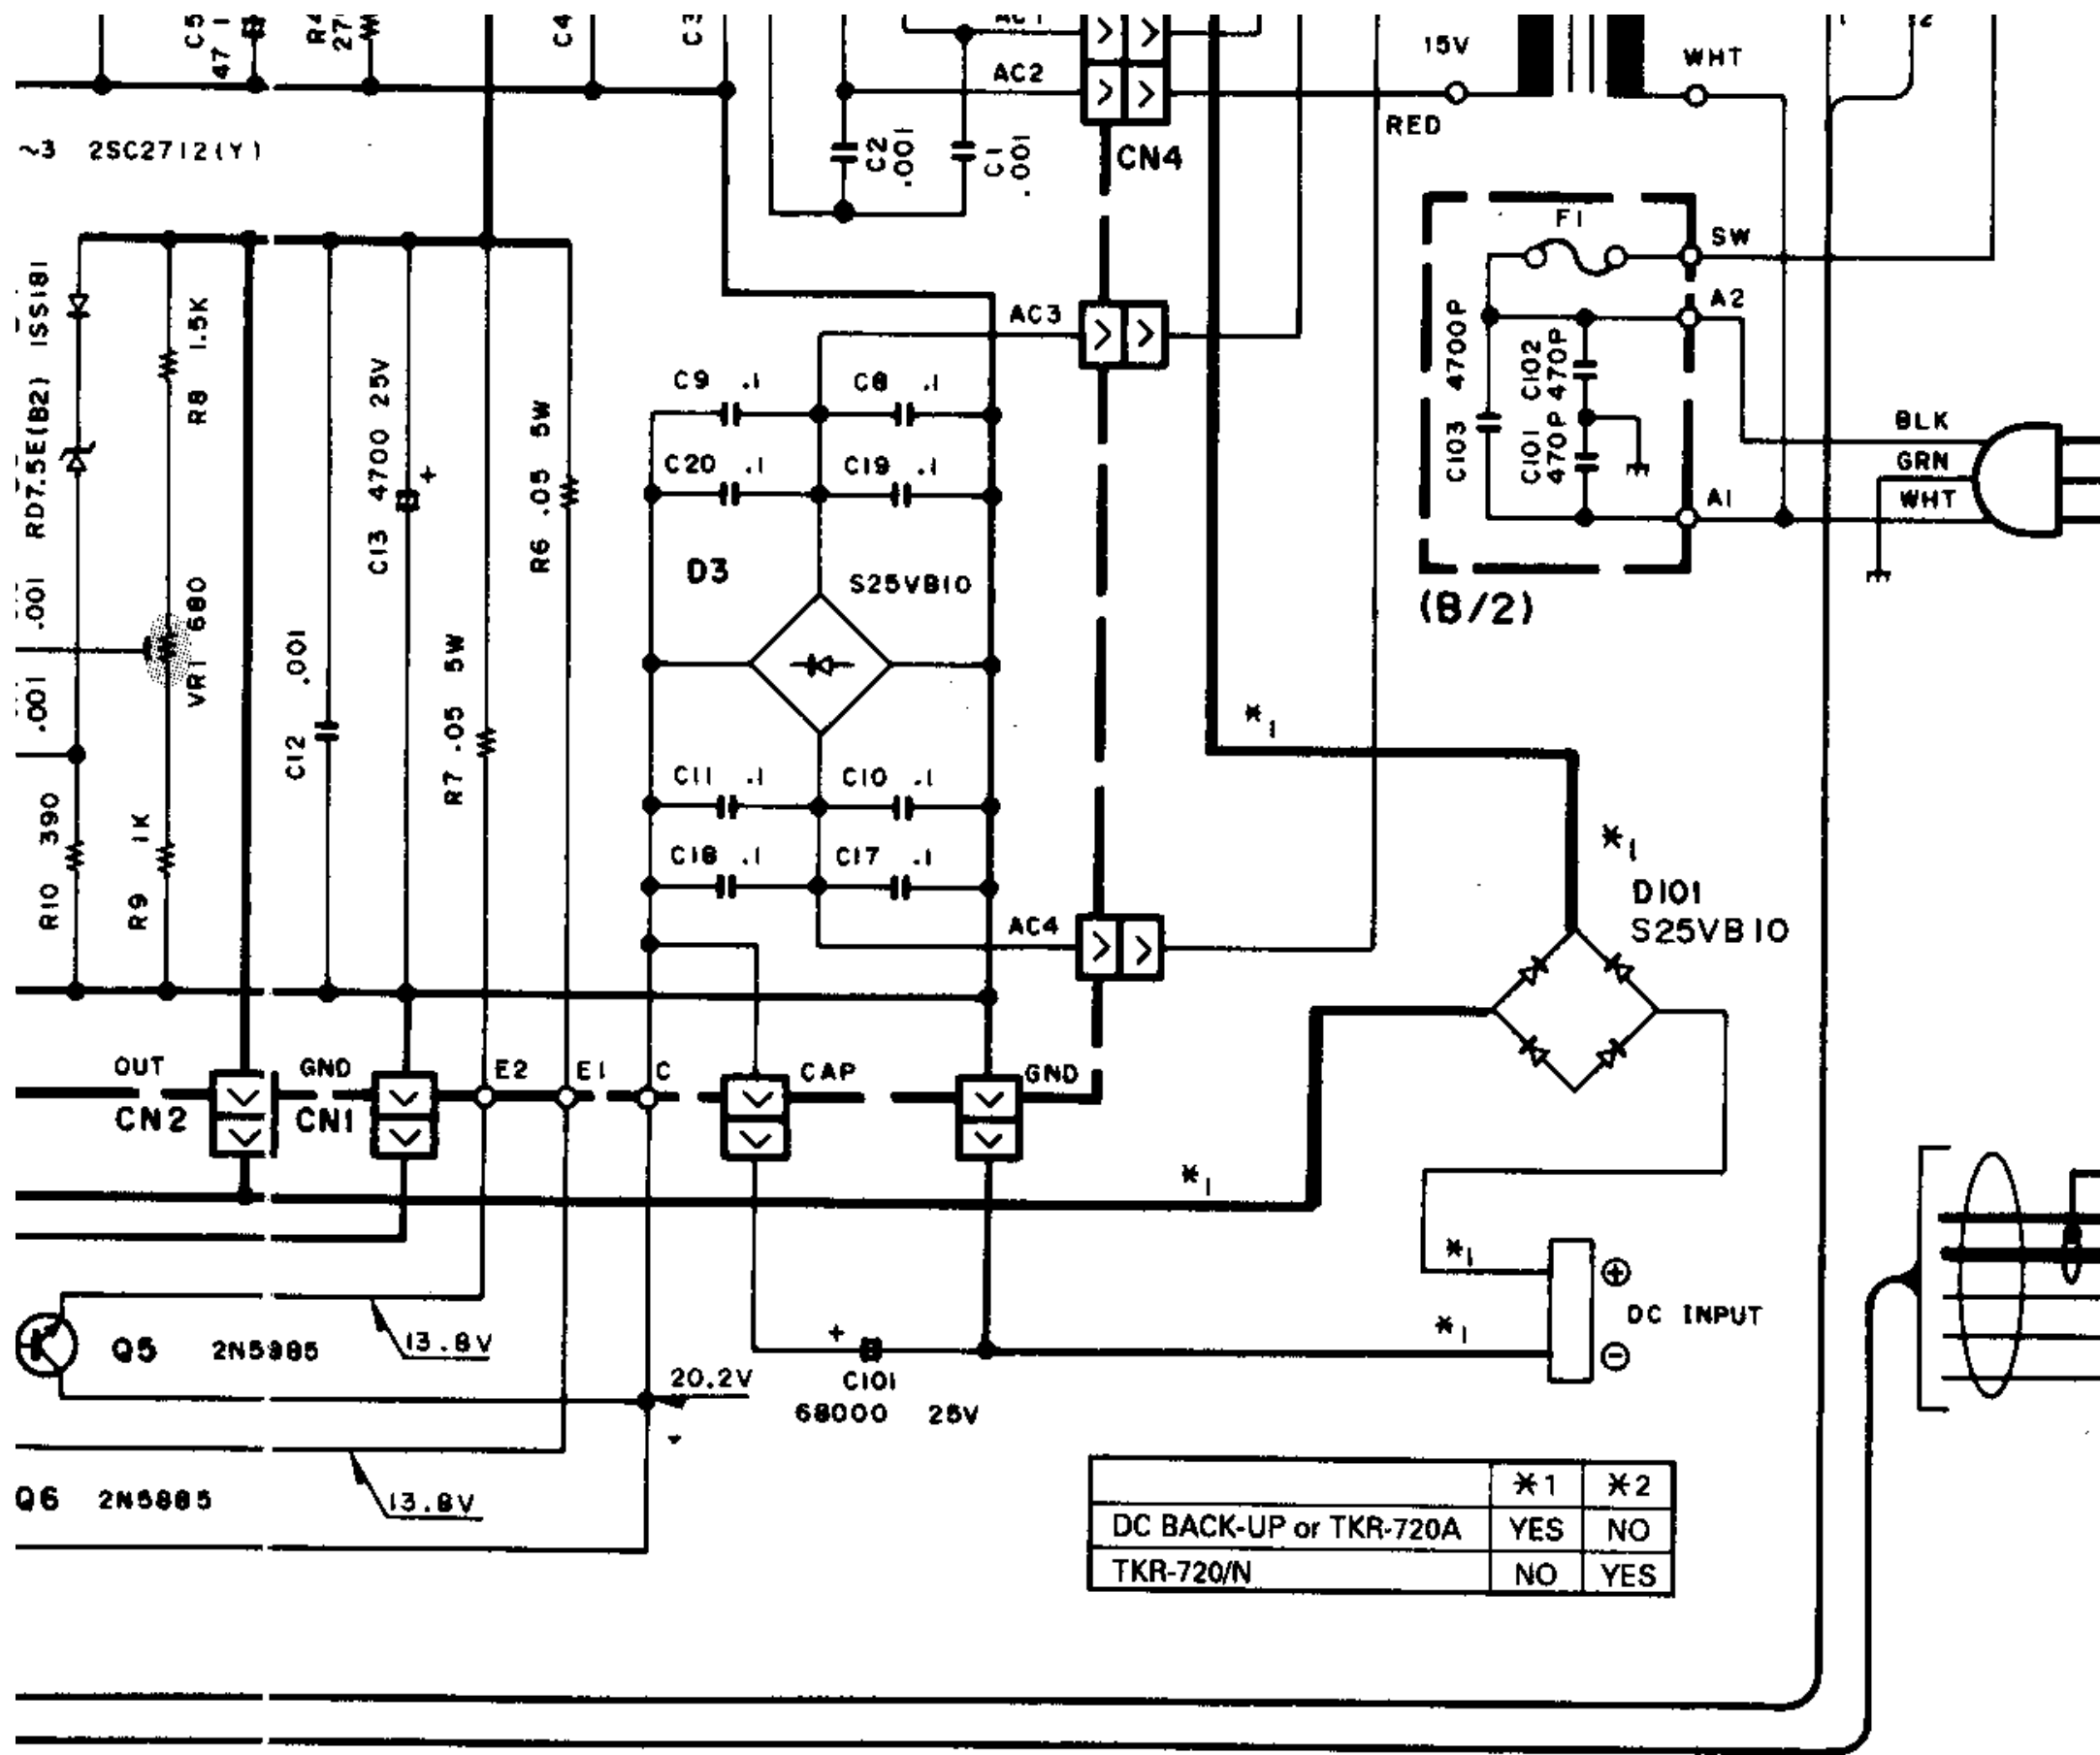 C5
47
R4
27
C4
C3
AC1
AC2
15V
WHT
RED
2
~3 2SC2712(Y)
C2
.001
C1
.001
CN4
F1
SW
A2
A1
C103 4700P
C102
470P
C101
470P
BLK
GRN
WHT
(B/2)
RD7.5E(B2) 1SS181
R8 1.5K
C13 4700 25V
+
R6 .05 5W
R7 .05 5W
AC3
C9 .1
C8 .1
C20 .1
C19 .1
D3
S25VB10
.001
.001
VR1 680
C12 .001
R10 390
R9 1K
C11 .1
C10 .1
C18 .1
C17 .1
AC4
*1
*1
D101
S25VB10
OUT
CN2
GND
CN1
E2
E1
C
CAP
GND
*1
*1
*1
+
-
DC INPUT
Q5 2N5885
13.8V
20.2V
+
C101
68000 25V
Q6 2N5885
13.8V
*1 *2
DC BACK-UP or TKR-720A YES NO
TKR-720/N NO YES